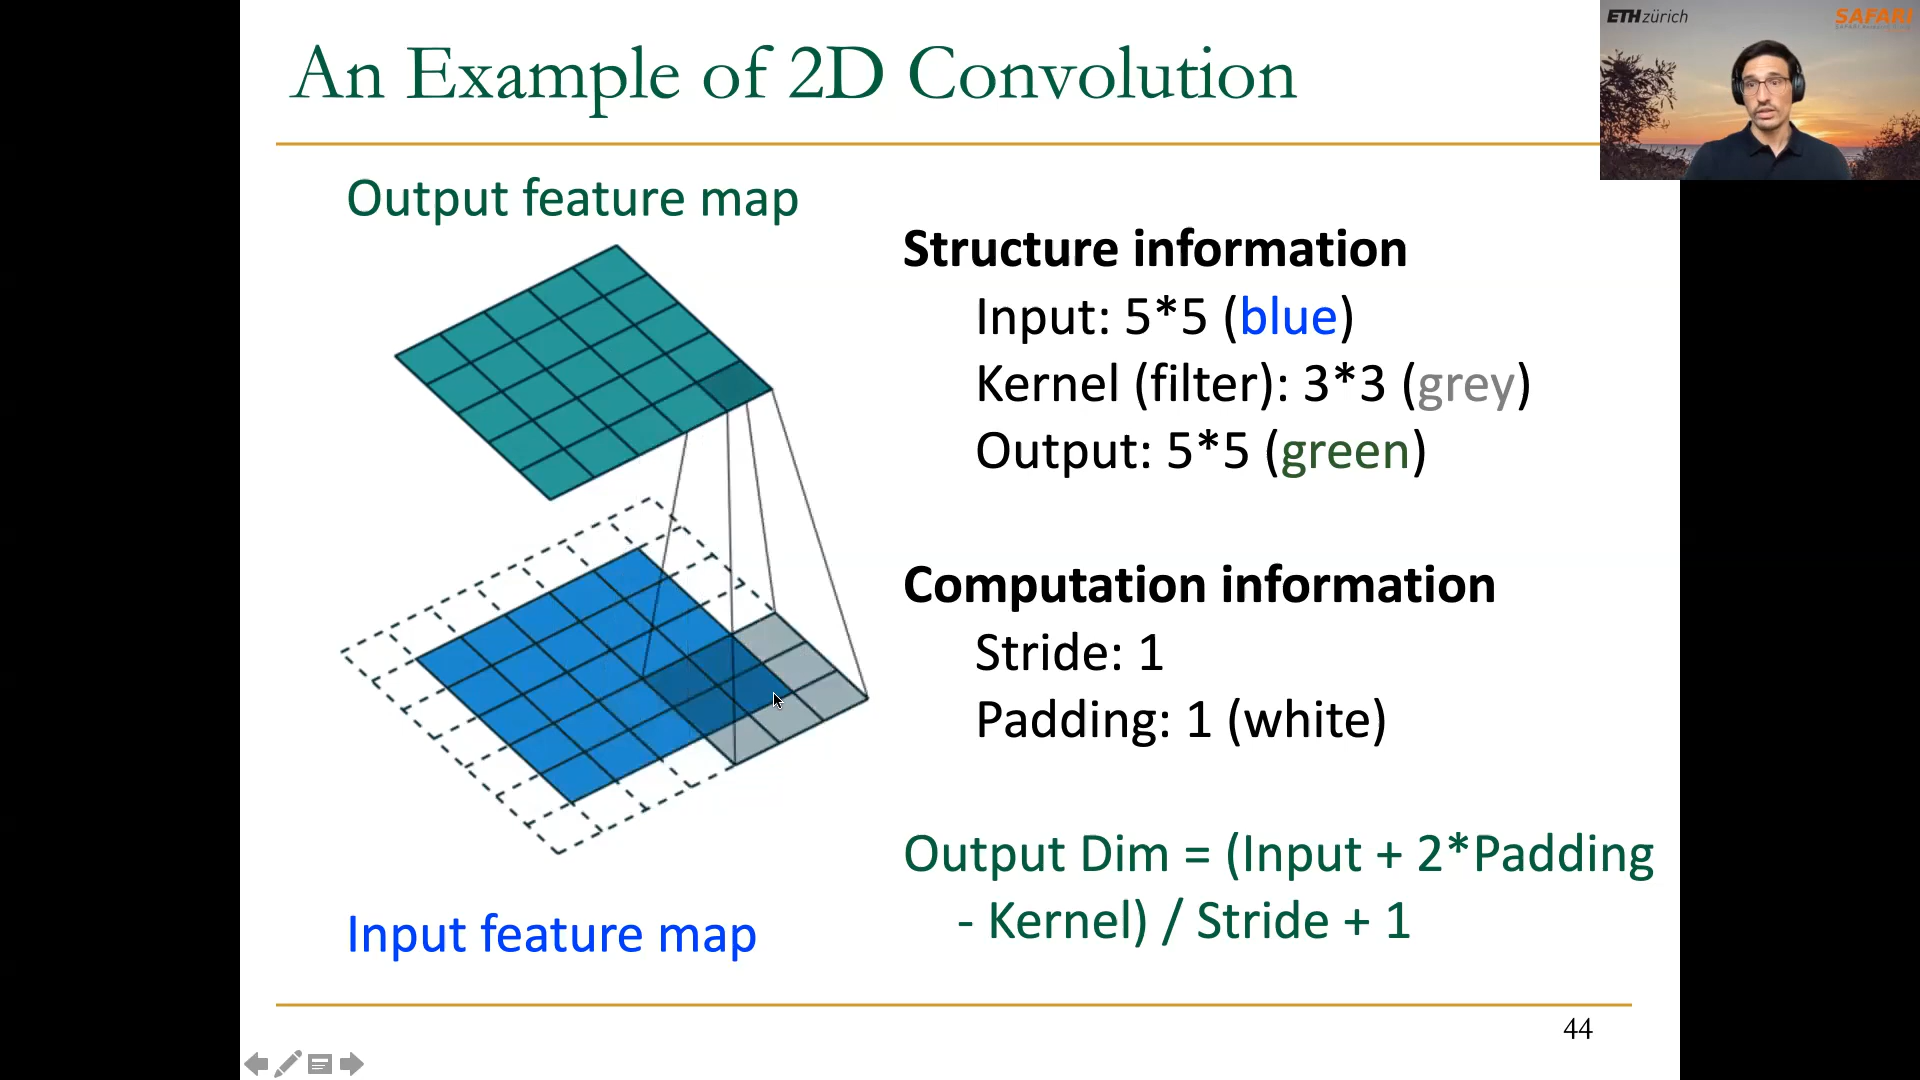 An Example of 2D Convolution
ETH zürich
SAFARI
Output feature map
Structure information
Input: 5*5 (blue)
Kernel (filter): 3*3 (grey)
Output: 5*5 (green)
Computation information
Stride: 1
Padding: 1 (white)
Output Dim = (Input + 2*Padding
- Kernel) / Stride + 1
Input feature map
44